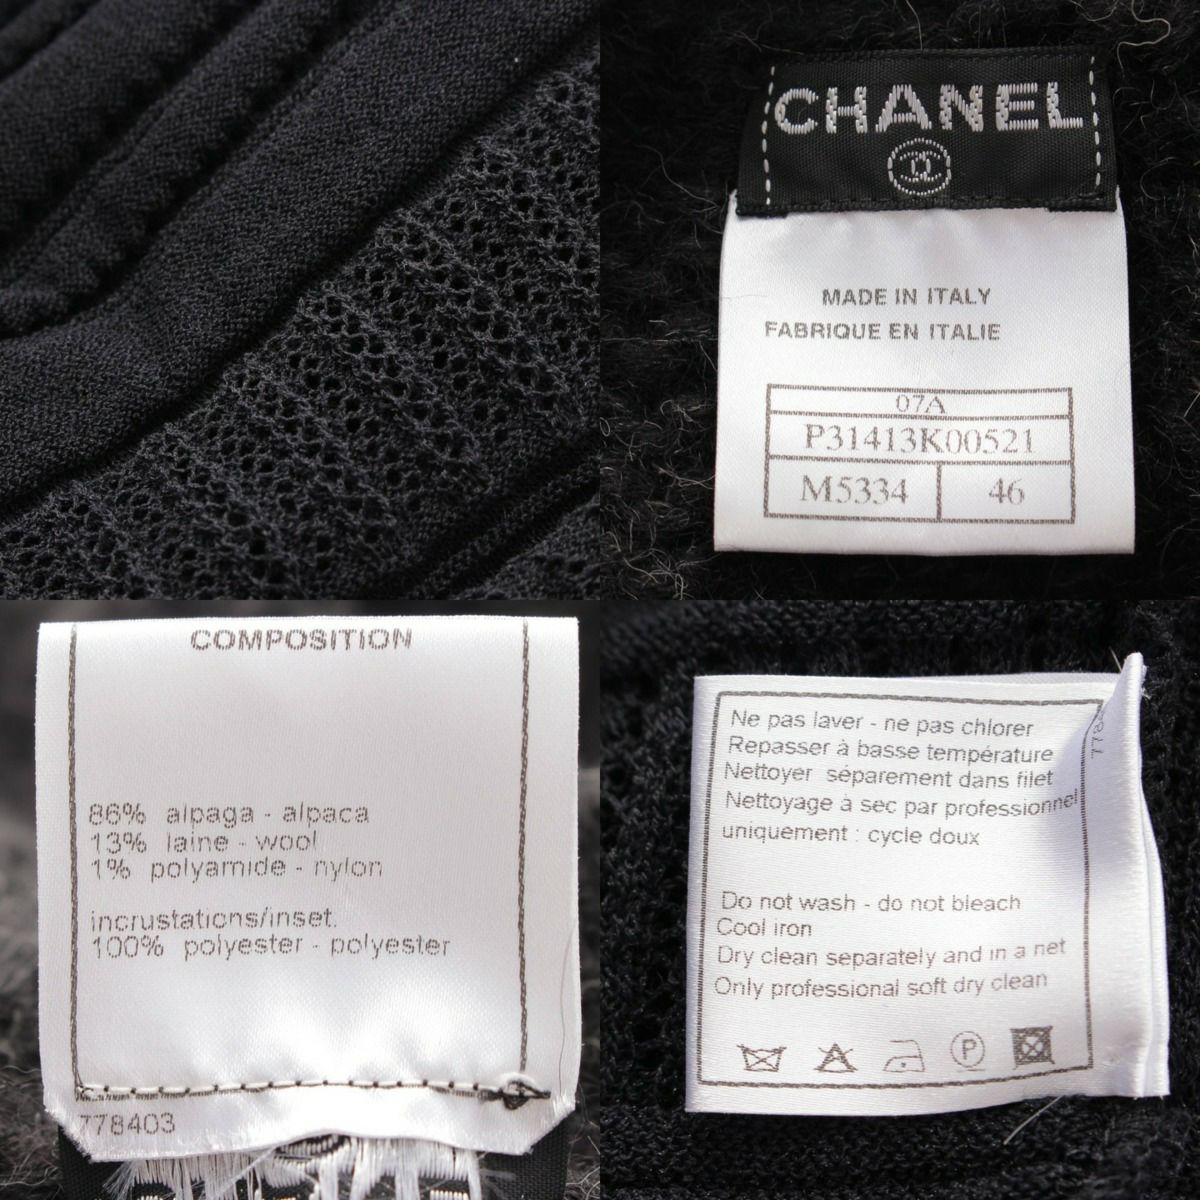 CHANEL
MADE IN ITALY
FABRIQUE EN ITALIE
07A
P31413K00521
M5334 46
COMPOSITION
86% alpaga - alpaca
13% laine - wool
1% polyamide - nylon
incrustations/inset:
100% polyester - polyester
778403
Ne pas laver - ne pas chlorer
Repasser à basse température
Nettoyer séparement dans filet
Nettoyage à sec par professionnel
uniquement : cycle doux
Do not wash - do not bleach
Cool iron
Dry clean separately and in a net
Only professional soft dry clean
P